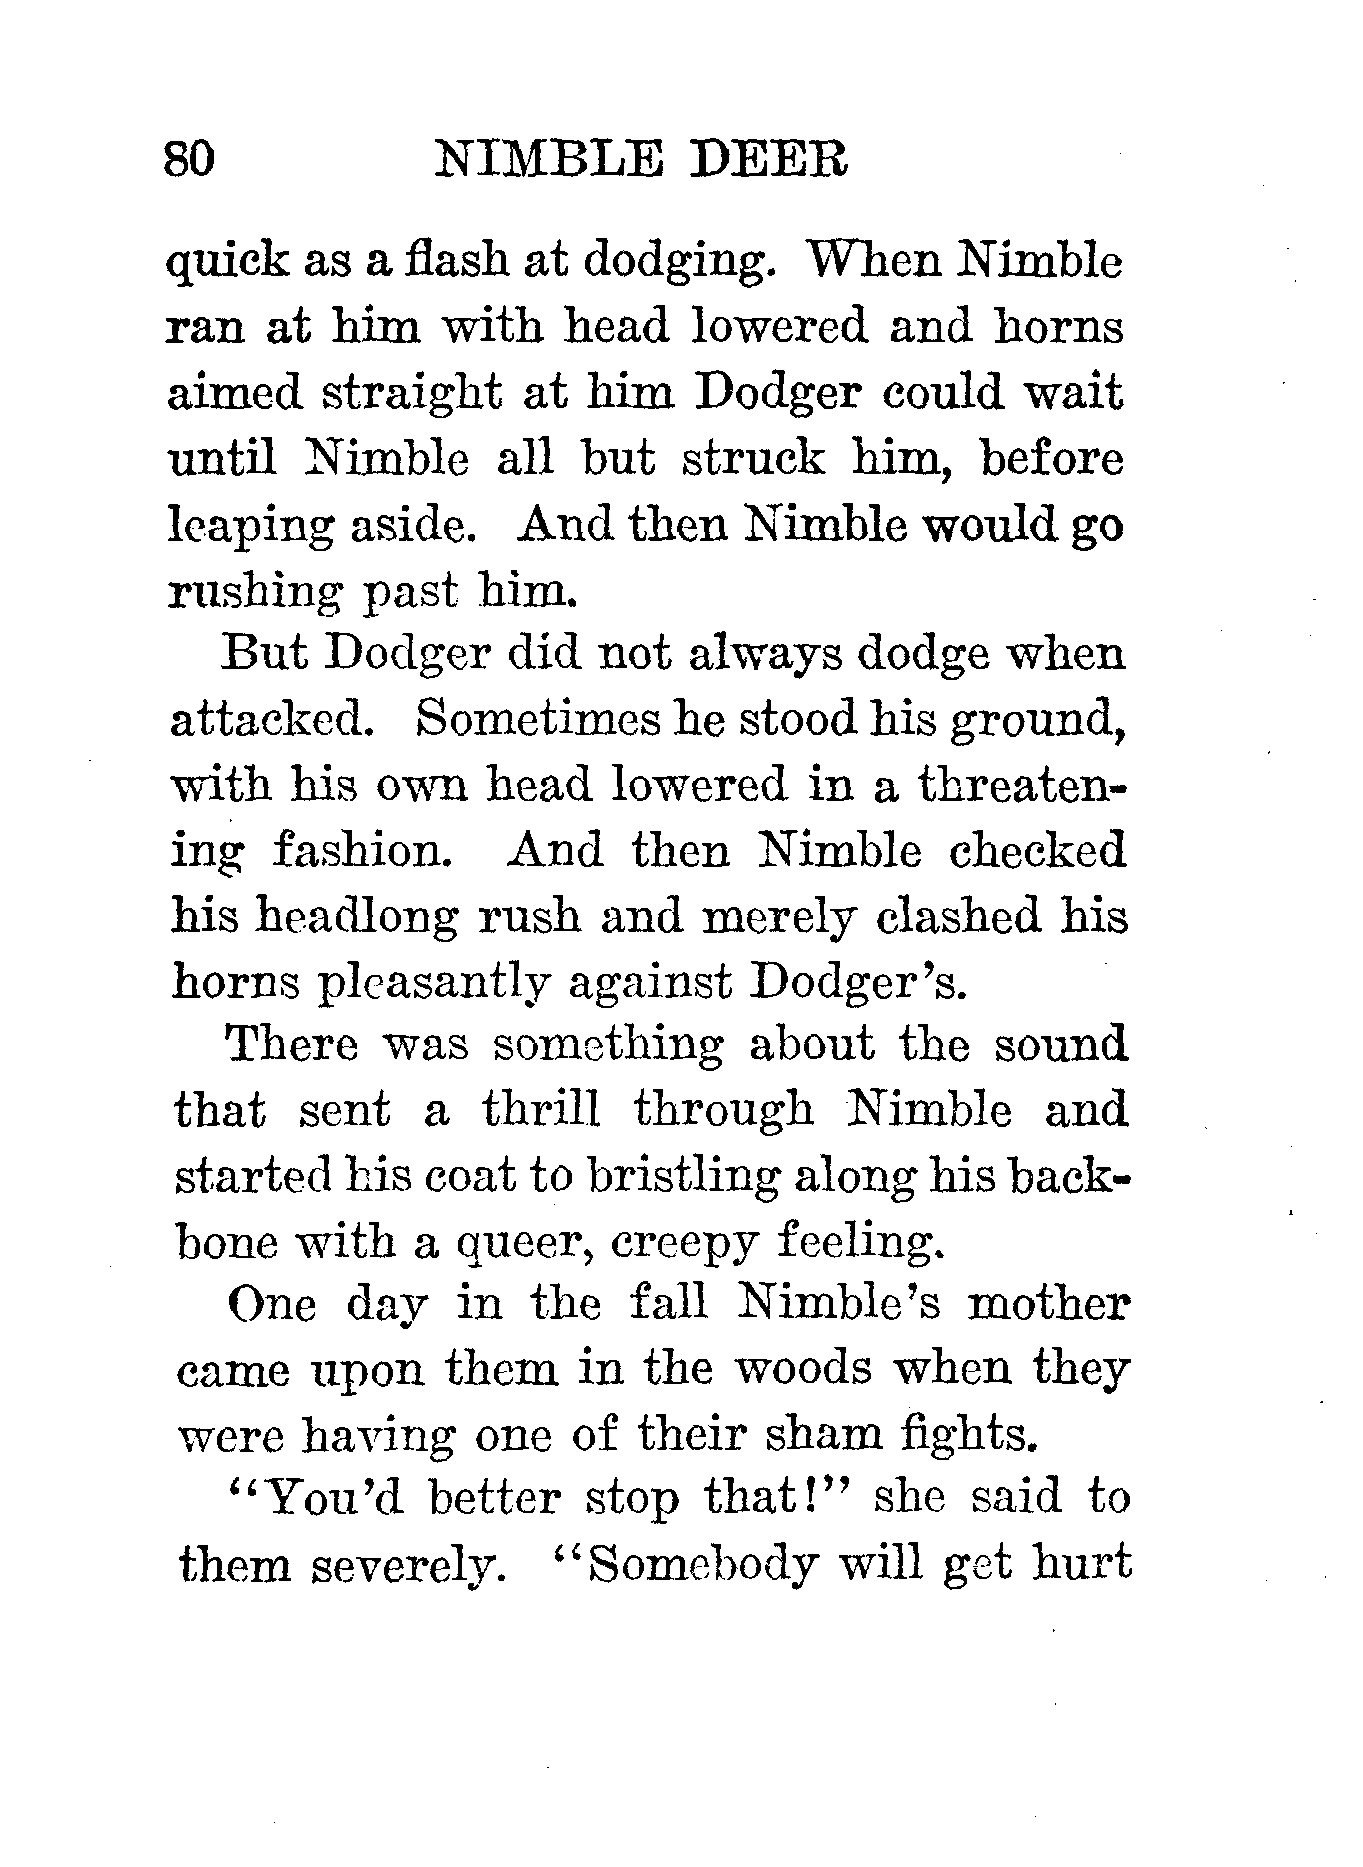 80 NIMBLE DEER
quick as a flash at dodging. When Nimble
ran at him with head lowered and horns
aimed straight at him Dodger could wait
until Nimble all but struck him, before
leaping aside. And then Nimble would go
rushing past him.
But Dodger did not always dodge when
attacked. Sometimes he stood his ground,
with his own head lowered in a threaten-
ing fashion. And then Nimble checked
his headlong rush and merely clashed his
horns pleasantly against Dodger's.
There was something about the sound
that sent a thrill through Nimble and
started his coat to bristling along his back-
bone with a queer, creepy feeling.
One day in the fall Nimble's mother
came upon them in the woods when they
were having one of their sham fights.
"You'd better stop that!" she said to
them severely. "Somebody will get hurt